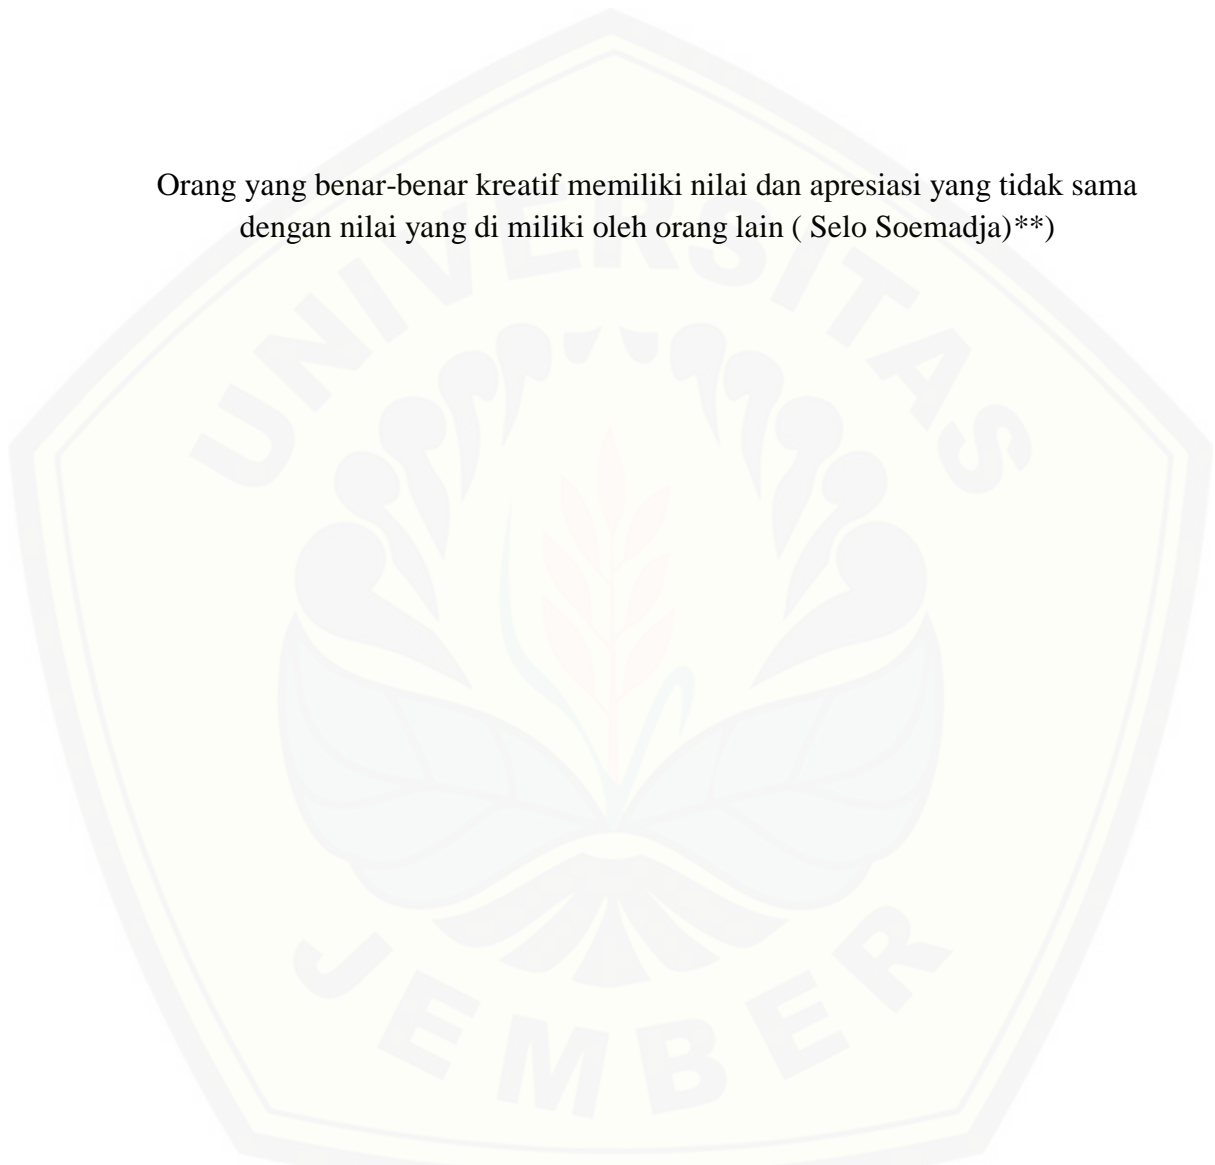 Orang yang benar-benar kreatif memiliki nilai dan apresiasi yang tidak sama
dengan nilai yang di miliki oleh orang lain ( Selo Soemadja)**)
UNIVERSITAS
JEMBER